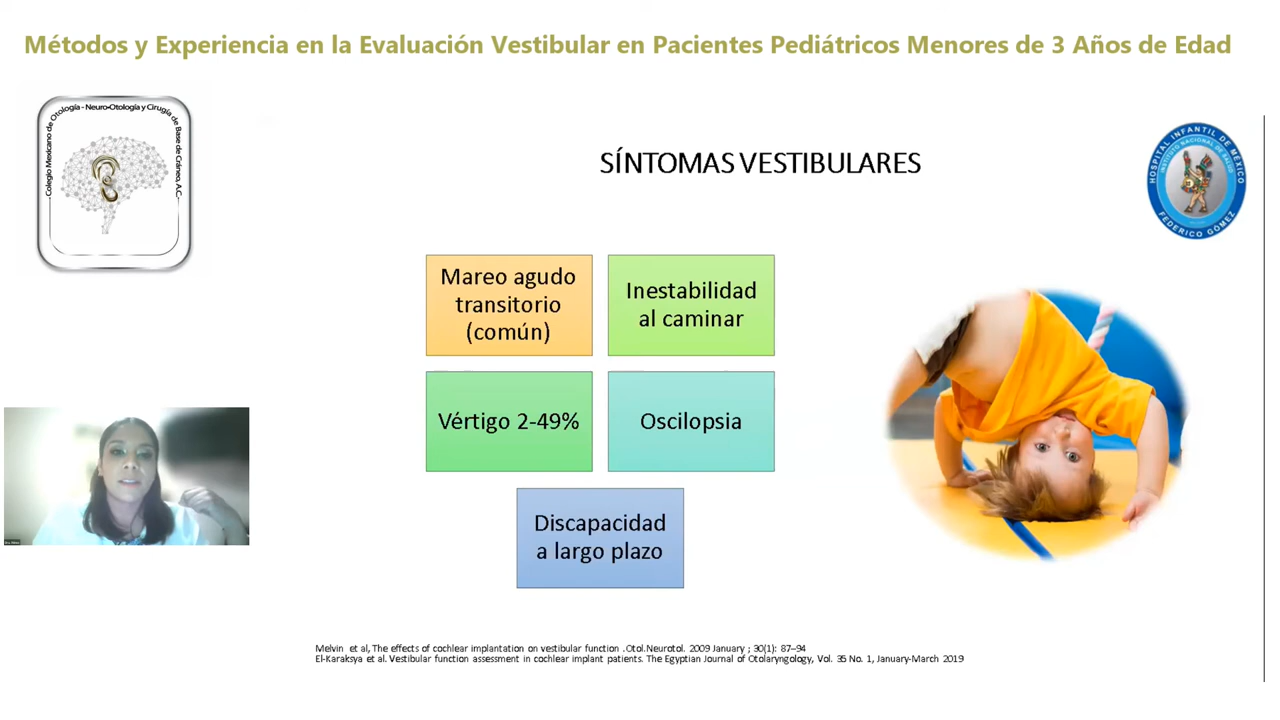 Métodos y Experiencia en la Evaluación Vestibular en Pacientes Pediátricos Menores de 3 Años de Edad
Colegio Mexicano de Otología - Neuro-Otología y Cirugía de Base de Cráneo, A.C.
SÍNTOMAS VESTIBULARES
HOSPITAL INFANTIL DE MÉXICO
INSTITUTO NACIONAL DE SALUD
FEDERICO GÓMEZ
Mareo agudo
transitorio
(común)
Inestabilidad
al caminar
Vértigo 2-49%
Oscilopsia
Discapacidad
a largo plazo
Melvin et al, The effects of cochlear implantation on vestibular function .Otol.Neurotol. 2009 January ; 30(1): 87–94
El-Karaksya et al. Vestibular function assessment in cochlear implant patients. The Egyptian Journal of Otolaryngology, Vol. 35 No. 1, January-March 2019